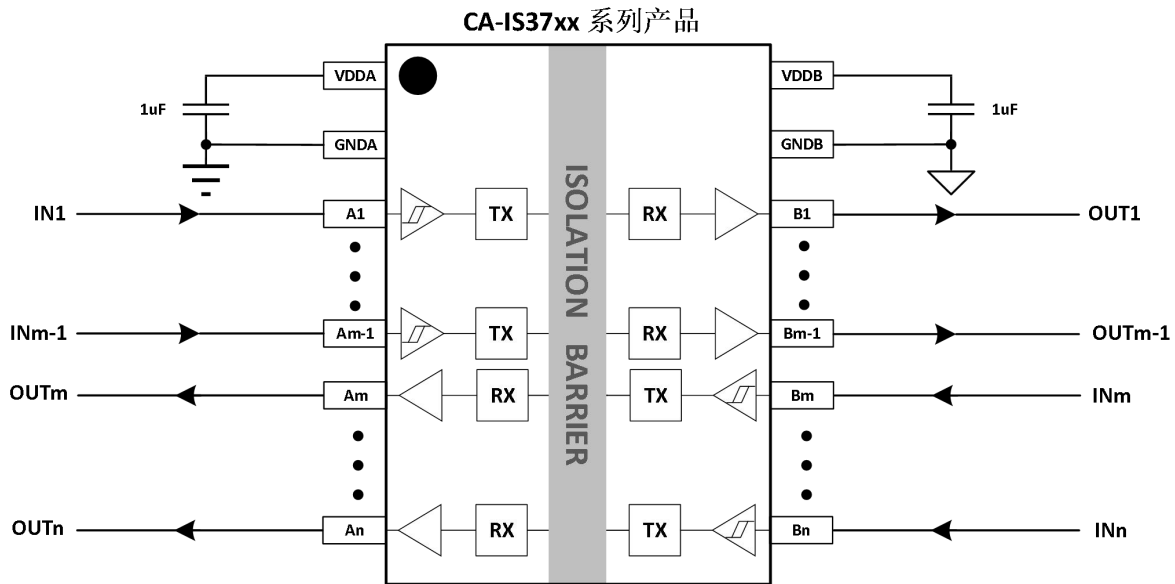 CA-IS37xx 系列产品
VDDA
VDDB
1uF
1uF
GNDA
GNDB
ISOLATION BARRIER
IN1
A1
TX
RX
B1
OUT1
INm-1
Am-1
TX
RX
Bm-1
OUTm-1
OUTm
Am
RX
TX
Bm
INm
OUTn
An
RX
TX
Bn
INn